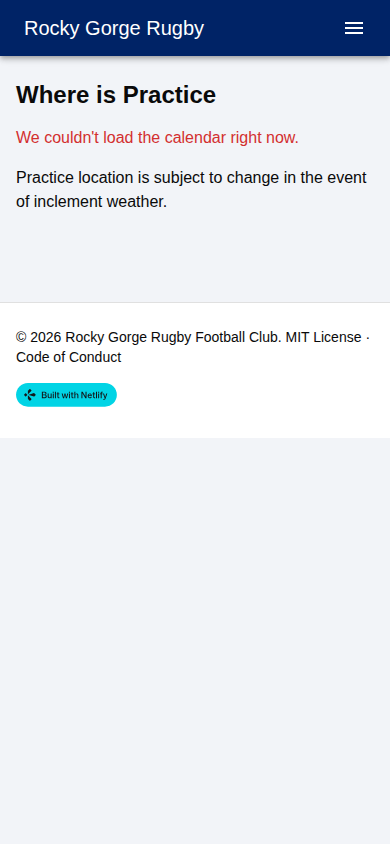 Rocky Gorge Rugby
Where is Practice
We couldn't load the calendar right now.
Practice location is subject to change in the event
of inclement weather.
© 2026 Rocky Gorge Rugby Football Club. MIT License ·
Code of Conduct
Built with Netlify